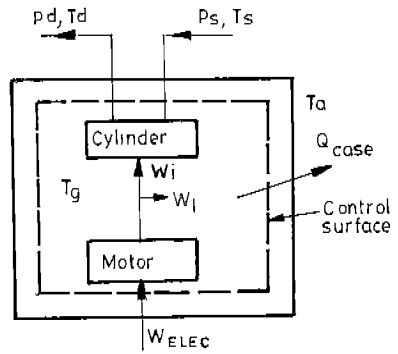 pd, Td
Ps, Ts
Ta
Cylinder
Qcase
Wi
Tg
Wl
Control
surface
Motor
WELEC